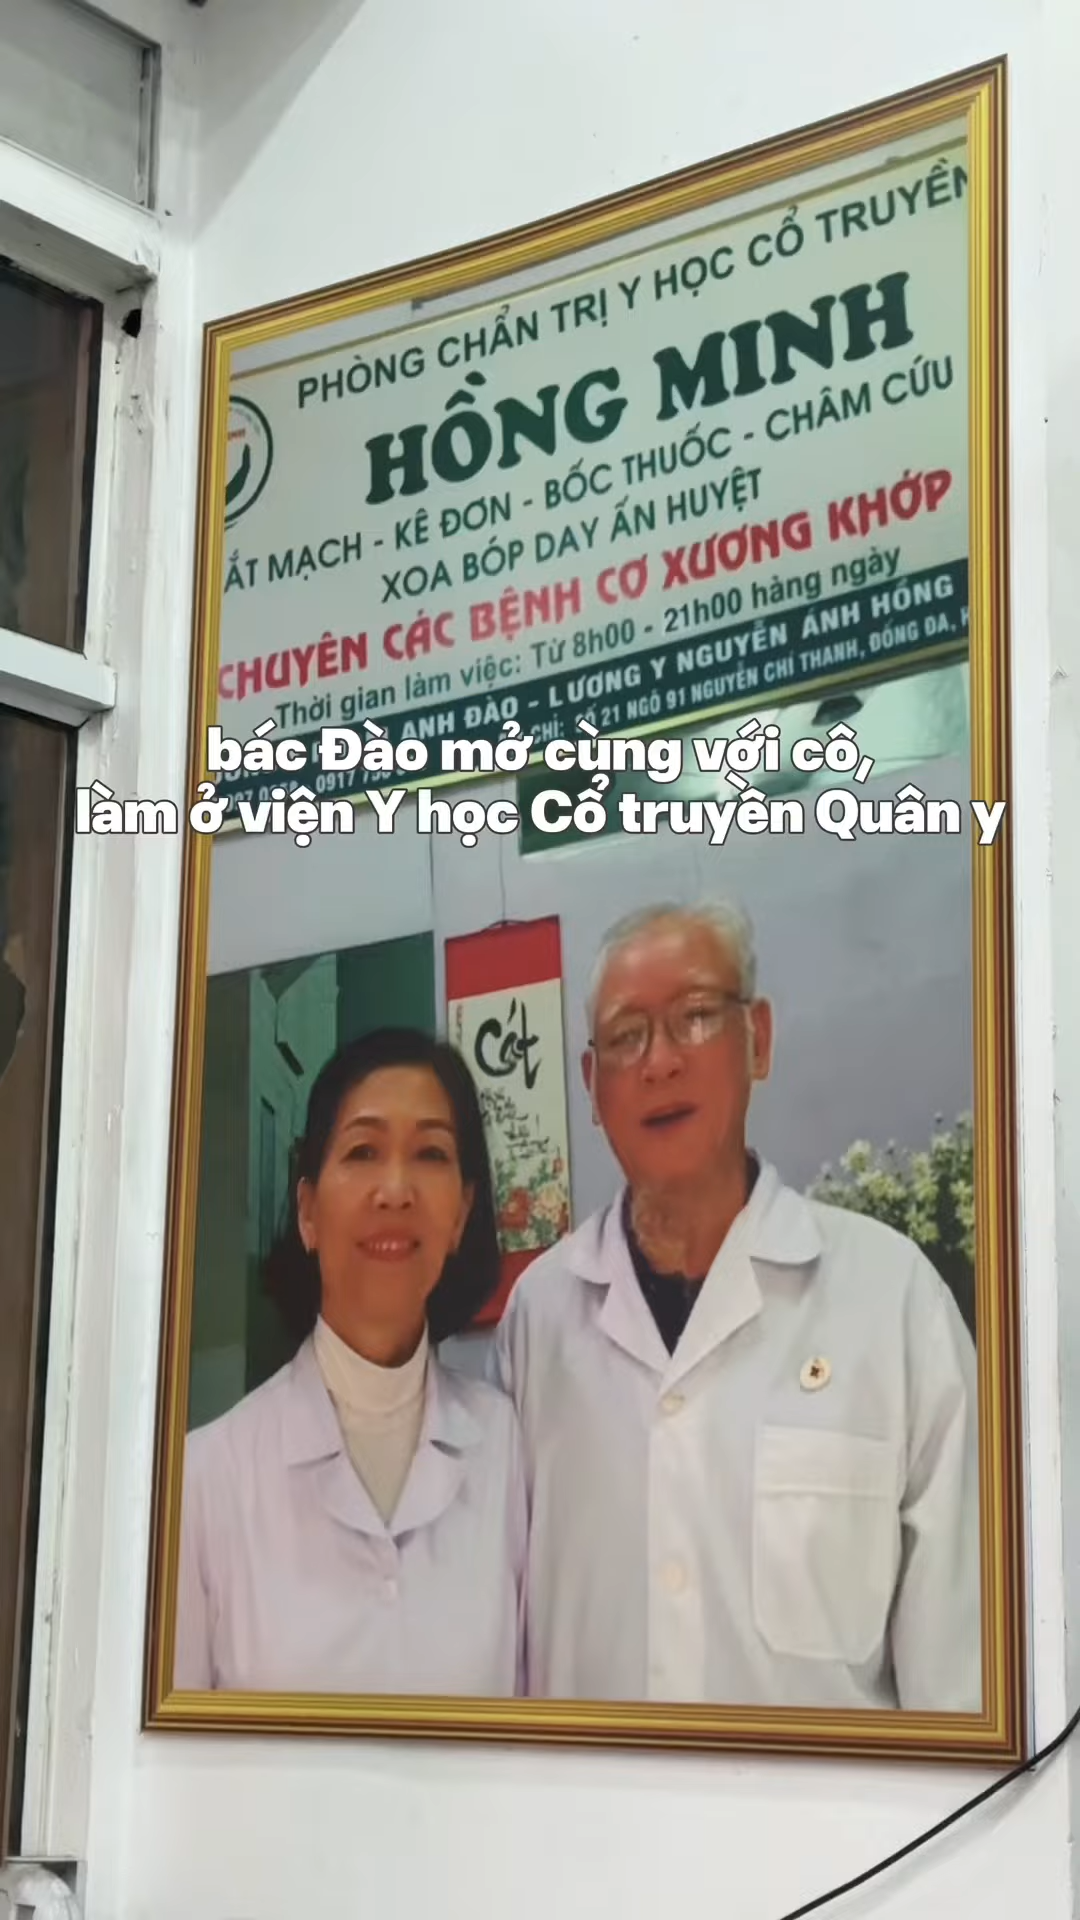 PHÒNG CHẨN TRỊ Y HỌC CỔ TRUYỀN
HỒNG MINH
ẮT MẠCH - KÊ ĐƠN - BỐC THUỐC - CHÂM CỨU
XOA BÓP DAY ẤN HUYỆT
CHUYÊN CÁC BỆNH CƠ XƯƠNG KHỚP
Thời gian làm việc: Từ 8h00 - 21h00 hàng ngày
ANH ĐÀO - LƯƠNG Y NGUYỄN ÁNH HỒNG
CHỈ: SỐ 21 NGÕ 91 NGUYỄN CHÍ THANH, ĐỐNG ĐA, H
0917
bác Đào mở cùng với cô,
làm ở viện Y học Cổ truyền Quân y
Cát